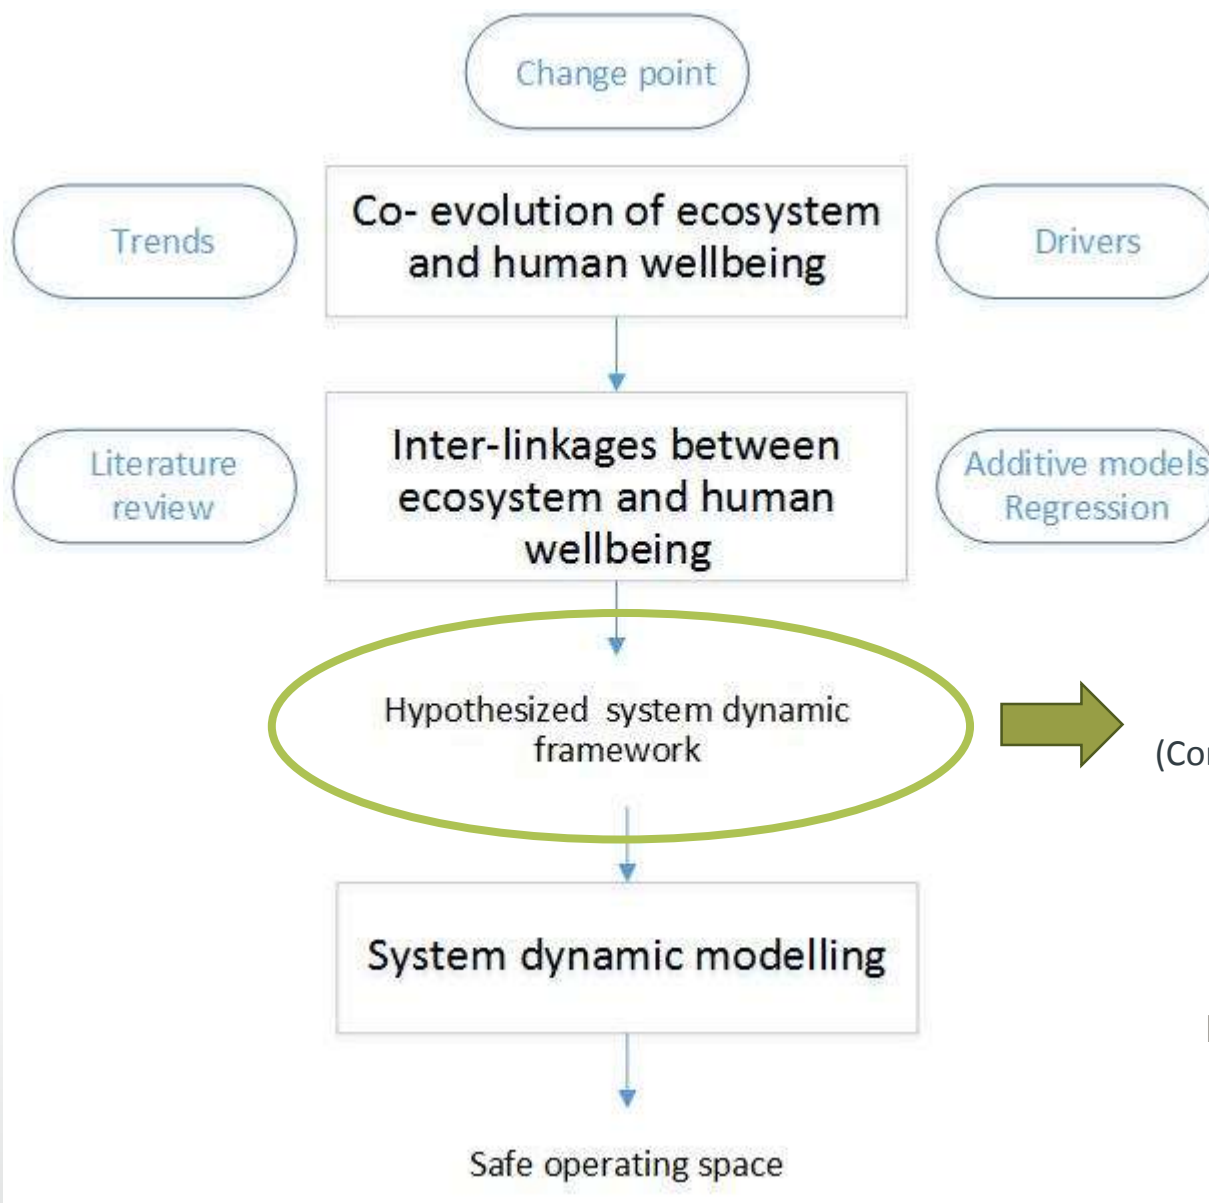 Change point
Trends
Co- evolution of ecosystem
and human wellbeing
Drivers
Literature
review
Inter-linkages between
ecosystem and human
wellbeing
Additive models
Regression
Hypothesized system dynamic
framework
System dynamic modelling
Safe operating space